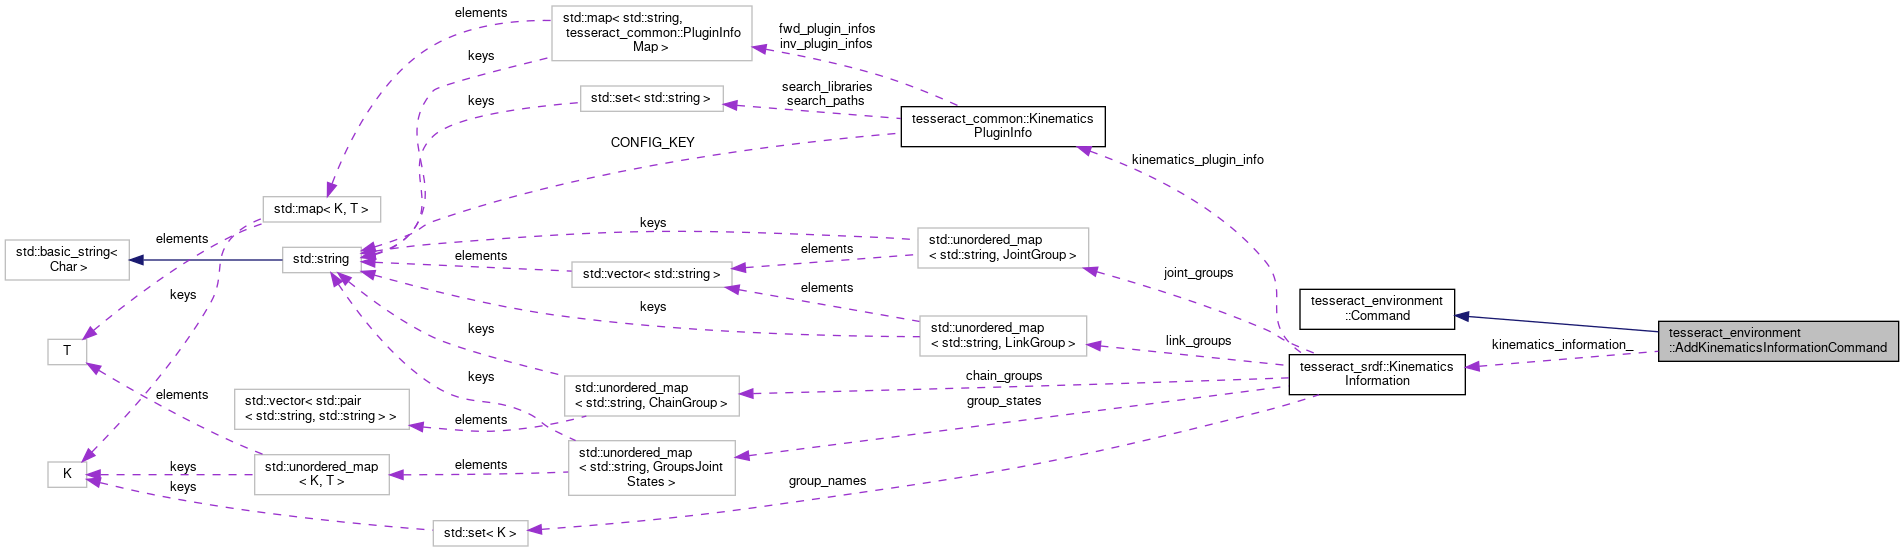 elements
std::map< std::string,
tesseract_common::PluginInfo
Map >
fwd_plugin_infos
inv_plugin_infos
keys
search_libraries
search_paths
keys
std::set< std::string >
tesseract_common::Kinematics
PluginInfo
CONFIG_KEY
kinematics_plugin_info
std::map< K, T >
keys
elements
std::basic_string<
Char >
std::string
elements
std::vector< std::string >
elements
std::unordered_map
< std::string, JointGroup >
joint_groups
keys
elements
keys
std::unordered_map
< std::string, LinkGroup >
link_groups
tesseract_environment
::Command
tesseract_environment
::AddKinematicsInformationCommand
kinematics_information_
tesseract_srdf::Kinematics
Information
T
keys
keys
std::unordered_map
< std::string, ChainGroup >
chain_groups
elements
std::vector< std::pair
< std::string, std::string > >
elements
group_states
std::unordered_map
< std::string, GroupsJoint
States >
elements
K
keys
std::unordered_map
< K, T >
keys
group_names
std::set< K >